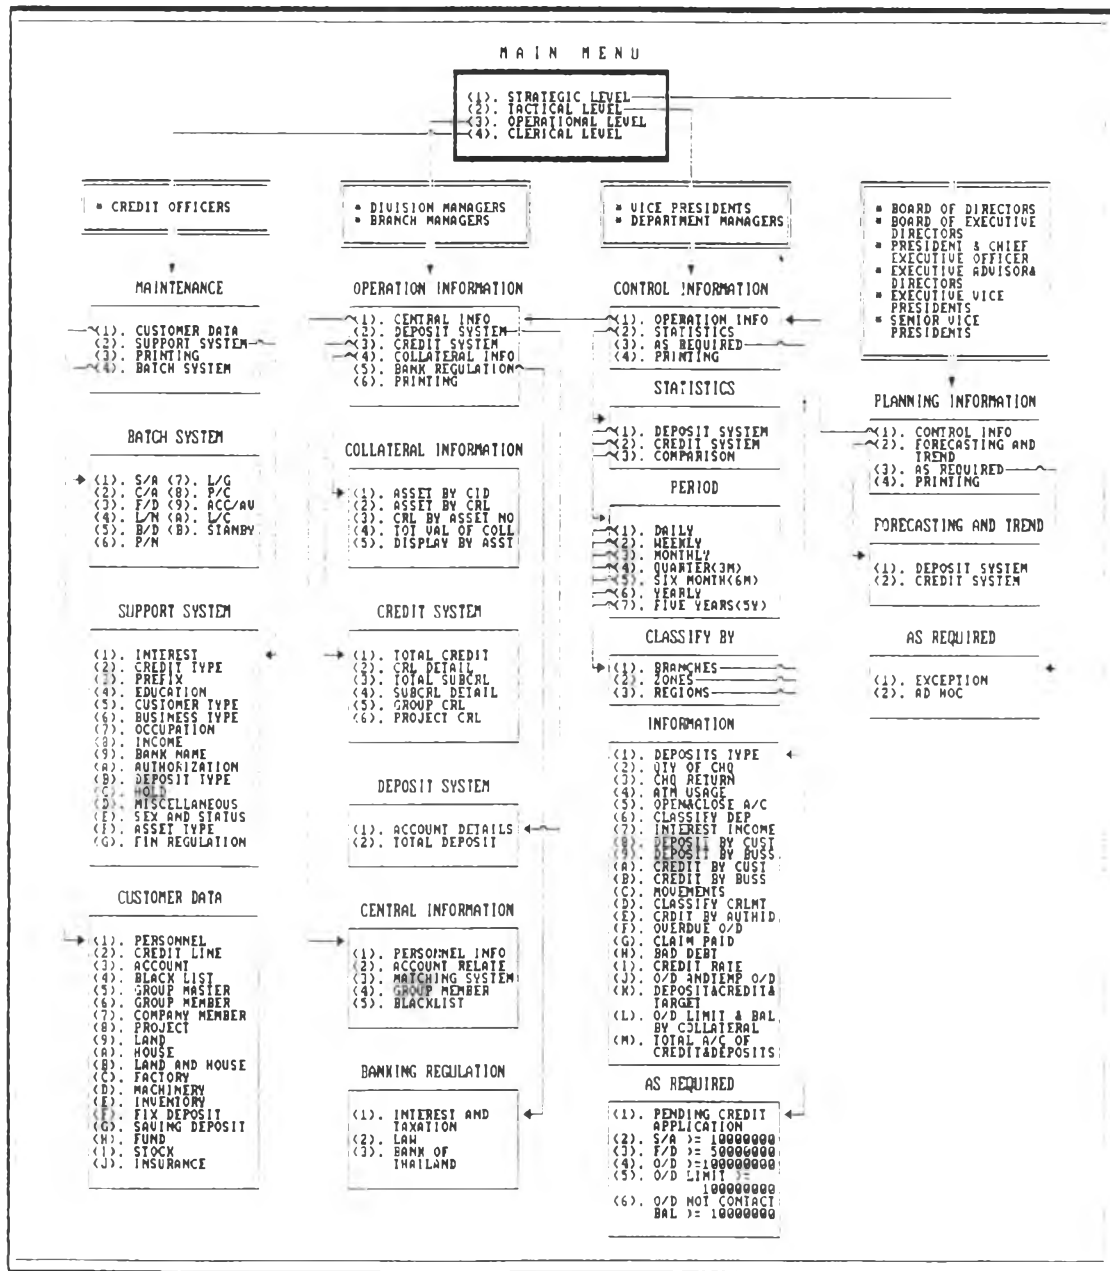 MAIN MENU
(1). STRATEGIC LEVEL
(2). TACTICAL LEVEL
(3). OPERATIONAL LEVEL
(4). CLERICAL LEVEL
CREDIT OFFICERS
MAINTENANCE
(1). CUSTOMER DATA
(2). SUPPORT SYSTEM
(3). PRINTING
(4). BATCH SYSTEM
BATCH SYSTEM
(1). S/A (7). L/G
(2). C/A (8). P/C
(3). F/D (9). ACC/AV
(4). L/N (A). L/C
(5). B/D (B). STANBY
(6). P/N
SUPPORT SYSTEM
(1). INTEREST
(2). CREDIT TYPE
(3). PREFIX
(4). EDUCATION
(5). CUSTOMER TYPE
(6). BUSINESS TYPE
(7). OCCUPATION
(8). INCOME
(9). BANK NAME
(A). AUTHORIZATION
(B). DEPOSIT TYPE
(C). HOLD
(D). MISCELLANEOUS
(E). SEX AND STATUS
(F). ASSET TYPE
(G). FIN REGULATION
CUSTOMER DATA
(1). PERSONNEL
(2). CREDIT LINE
(3). ACCOUNT
(4). BLACK LIST
(5). GROUP MASTER
(6). GROUP MEMBER
(7). COMPANY MEMBER
(8). PROJECT
(9). LAND
(A). HOUSE
(B). LAND AND HOUSE
(C). FACTORY
(D). MACHINERY
(E). INVENTORY
(F). FIX DEPOSIT
(G). SAVING DEPOSIT
(H). FUND
(I). STOCK
(J). INSURANCE
DIVISION MANAGERS
BRANCH MANAGERS
OPERATION INFORMATION
(1). CENTRAL INFO
(2). DEPOSIT SYSTEM
(3). CREDIT SYSTEM
(4). COLLATERAL INFO
(5). BANK REGULATION
(6). PRINTING
COLLATERAL INFORMATION
(1). ASSET BY CID
(2). ASSET BY CRL
(3). CRL BY ASSET NO
(4). TOT VAL OF COLL
(5). DISPLAY BY ASST
CREDIT SYSTEM
(1). TOTAL CREDIT
(2). CRL DETAIL
(3). TOTAL SUBCRL
(4). SUBCRL DETAIL
(5). GROUP CRL
(6). PROJECT CRL
DEPOSIT SYSTEM
(1). ACCOUNT DETAILS
(2). TOTAL DEPOSIT
CENTRAL INFORMATION
(1). PERSONNEL INFO
(2). ACCOUNT RELATE
(3). MATCHING SYSTEM
(4). GROUP MEMBER
(5). BLACKLIST
BANKING REGULATION
(1). INTEREST AND
TAXATION
(2). LAW
(3). BANK OF
THAILAND
VICE PRESIDENTS
DEPARTMENT MANAGERS
CONTROL INFORMATION
(1). OPERATION INFO
(2). STATISTICS
(3). AS REQUIRED
(4). PRINTING
STATISTICS
(1). DEPOSIT SYSTEM
(2). CREDIT SYSTEM
(3). COMPARISON
PERIOD
(1). DAILY
(2). WEEKLY
(3). MONTHLY
(4). QUARTER(3M)
(5). SIX MONTH(6M)
(6). YEARLY
(7). FIVE YEARS(5Y)
CLASSIFY BY
(1). BRANCHES
(2). ZONES
(3). REGIONS
INFORMATION
(1). DEPOSITS TYPE
(2). QTY OF CHQ
(3). CHQ RETURN
(4). ATM USAGE
(5). OPEN&CLOSE A/C
(6). CLASSIFY DEP
(7). INTEREST INCOME
(8). DEPOSIT BY CUST
(9). DEPOSIT BY BUSS
(A). CREDIT BY CUST
(B). CREDIT BY BUSS
(C). MOVEMENTS
(D). CLASSIFY CRLMT
(E). CRDIT BY AUTHID
(F). OVERDUE O/D
(G). CLAIM PAID
(H). BAD DEBT
(I). CREDIT RATE
(J). O/D ANDTEMP O/D
(K). DEPOSIT&CREDIT&
TARGET
(L). O/D LIMIT & BAL
BY COLLATERAL
(M). TOTAL A/C OF
CREDIT&DEPOSITS
AS REQUIRED
(1). PENDING CREDIT
APPLICATION
(2). S/A >= 10000000
(3). F/D >= 50000000
(4). O/D >=100000000
(5). O/D LIMIT >=
100000000
(6). O/D NOT CONTACT
BAL >= 10000000
BOARD OF DIRECTORS
BOARD OF EXECUTIVE
DIRECTORS
PRESIDENT & CHIEF
EXECUTIVE OFFICER
EXECUTIVE ADVISOR&
DIRECTORS
EXECUTIVE VICE
PRESIDENTS
SENIOR VICE
PRESIDENTS
PLANNING INFORMATION
(1). CONTROL INFO
(2). FORECASTING AND
TREND
(3). AS REQUIRED
(4). PRINTING
FORECASTING AND TREND
(1). DEPOSIT SYSTEM
(2). CREDIT SYSTEM
AS REQUIRED
(1). EXCEPTION
(2). AD HOC